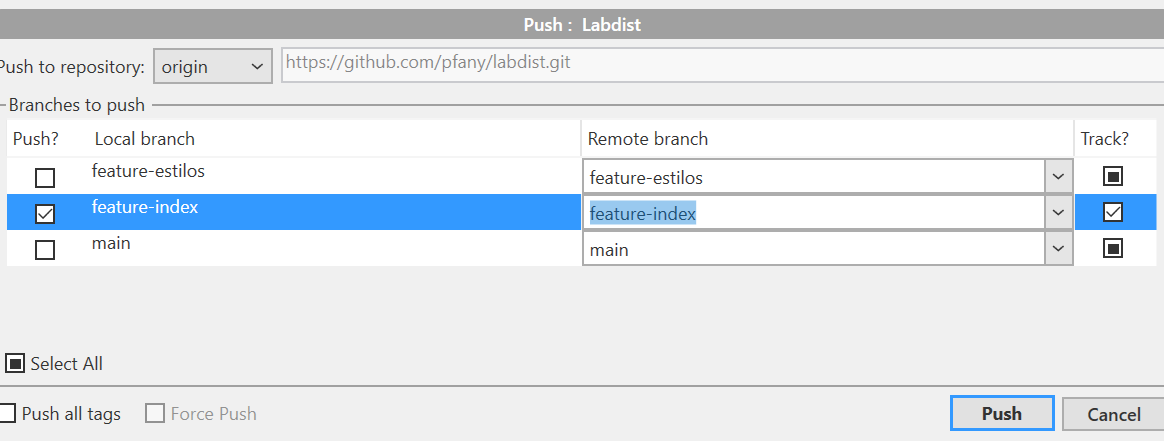 Push : Labdist
Push to repository: origin https://github.com/pfany/labdist.git
Branches to push
Push? Local branch Remote branch Track?
feature-estilos feature-estilos
feature-index feature-index
main main
Select All
Push all tags Force Push Push Cancel